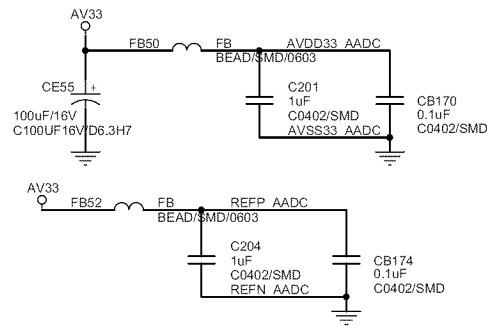 AV33
FB50 FB AVDD33_AADC
BEAD/SMD/0603
CE55 +
C201
1uF
C0402/SMD
CB170
0.1uF
C0402/SMD
100uF/16V
C100UF16V/D6.3H7
AVSS33_AADC
AV33
FB52 FB REFP_AADC
BEAD/SMD/0603
C204
1uF
C0402/SMD
CB174
0.1uF
C0402/SMD
REFN_AADC